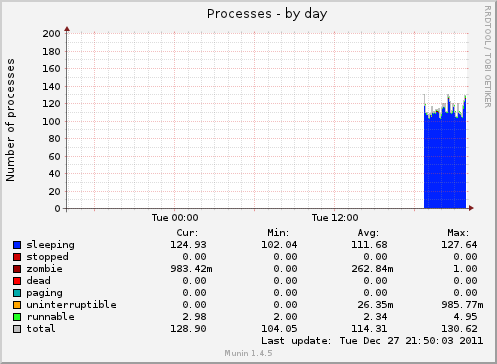 Processes - by day
RRDTOOL / TOBI OETIKER
Number of processes
200
180
160
140
120
100
80
60
40
20
0
Tue 00:00 Tue 12:00
Cur: Min: Avg: Max:
sleeping 124.93 102.04 111.68 127.64
stopped 0.00 0.00 0.00 0.00
zombie 983.42m 0.00 262.84m 1.00
dead 0.00 0.00 0.00 0.00
paging 0.00 0.00 0.00 0.00
uninterruptible 0.00 0.00 26.35m 985.77m
runnable 2.98 2.00 2.34 4.95
total 128.90 104.05 114.31 130.62
Last update: Tue Dec 27 21:50:03 2011
Munin 1.4.5